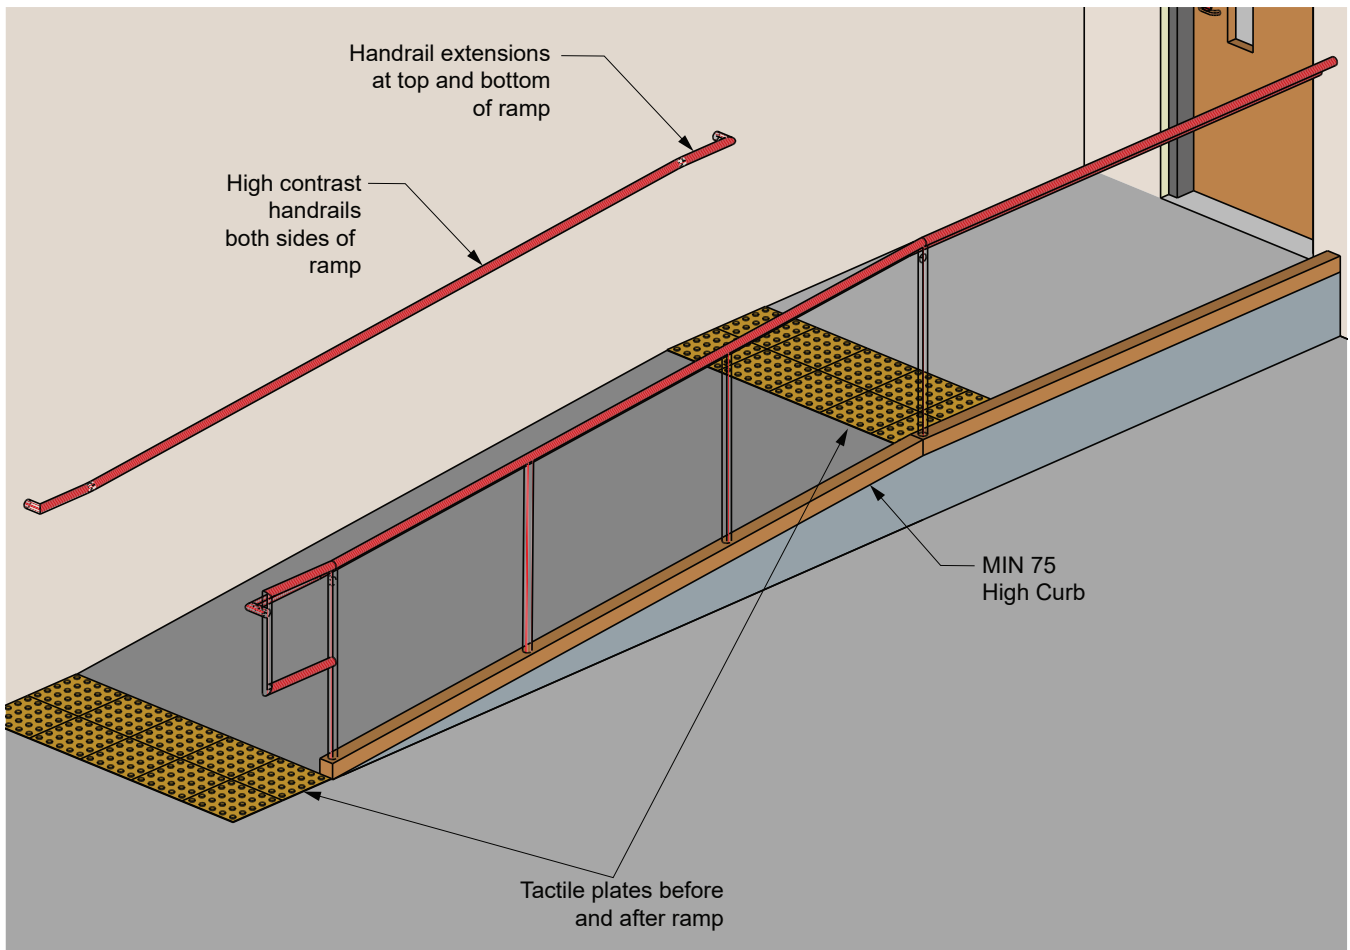 Handrail extensions
at top and bottom
of ramp
High contrast
handrails
both sides of
ramp
MIN 75
High Curb
Tactile plates before
and after ramp